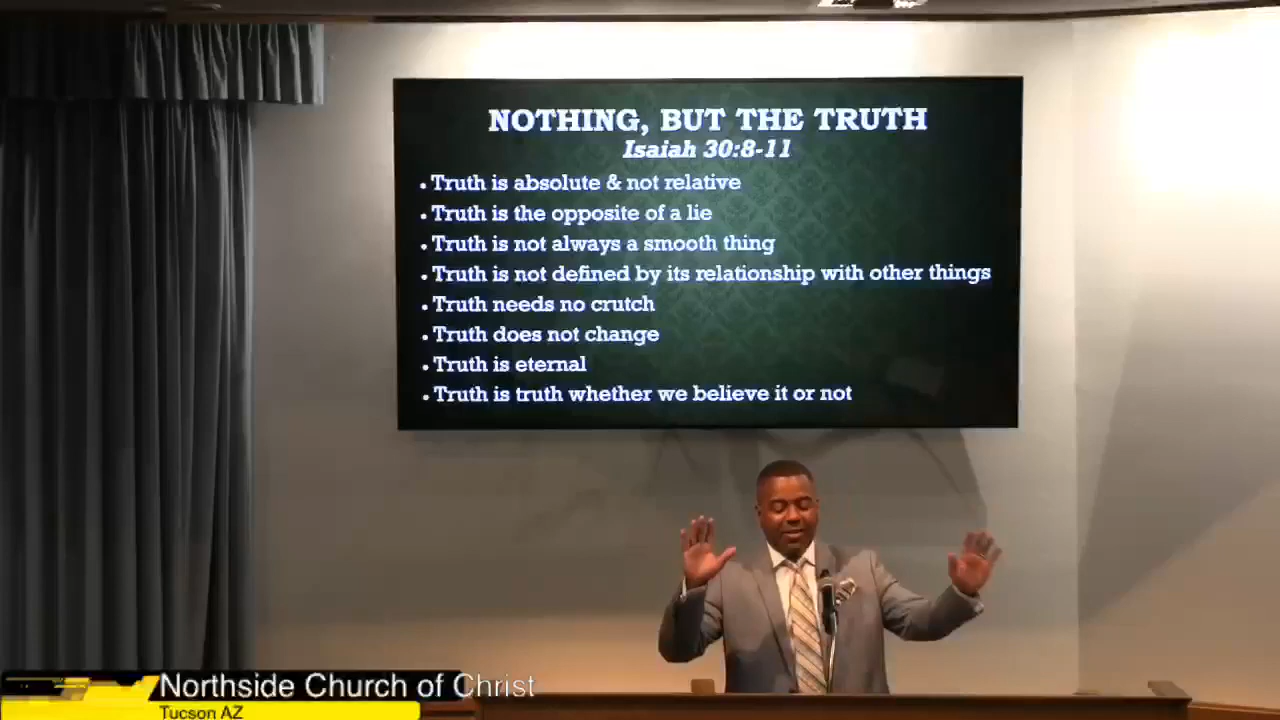 NOTHING, BUT THE TRUTH
Isaiah 30:8-11
• Truth is absolute & not relative
• Truth is the opposite of a lie
• Truth is not always a smooth thing
• Truth is not defined by its relationship with other things
• Truth needs no crutch
• Truth does not change
• Truth is eternal
• Truth is truth whether we believe it or not
Northside Church of Christ
Tucson AZ